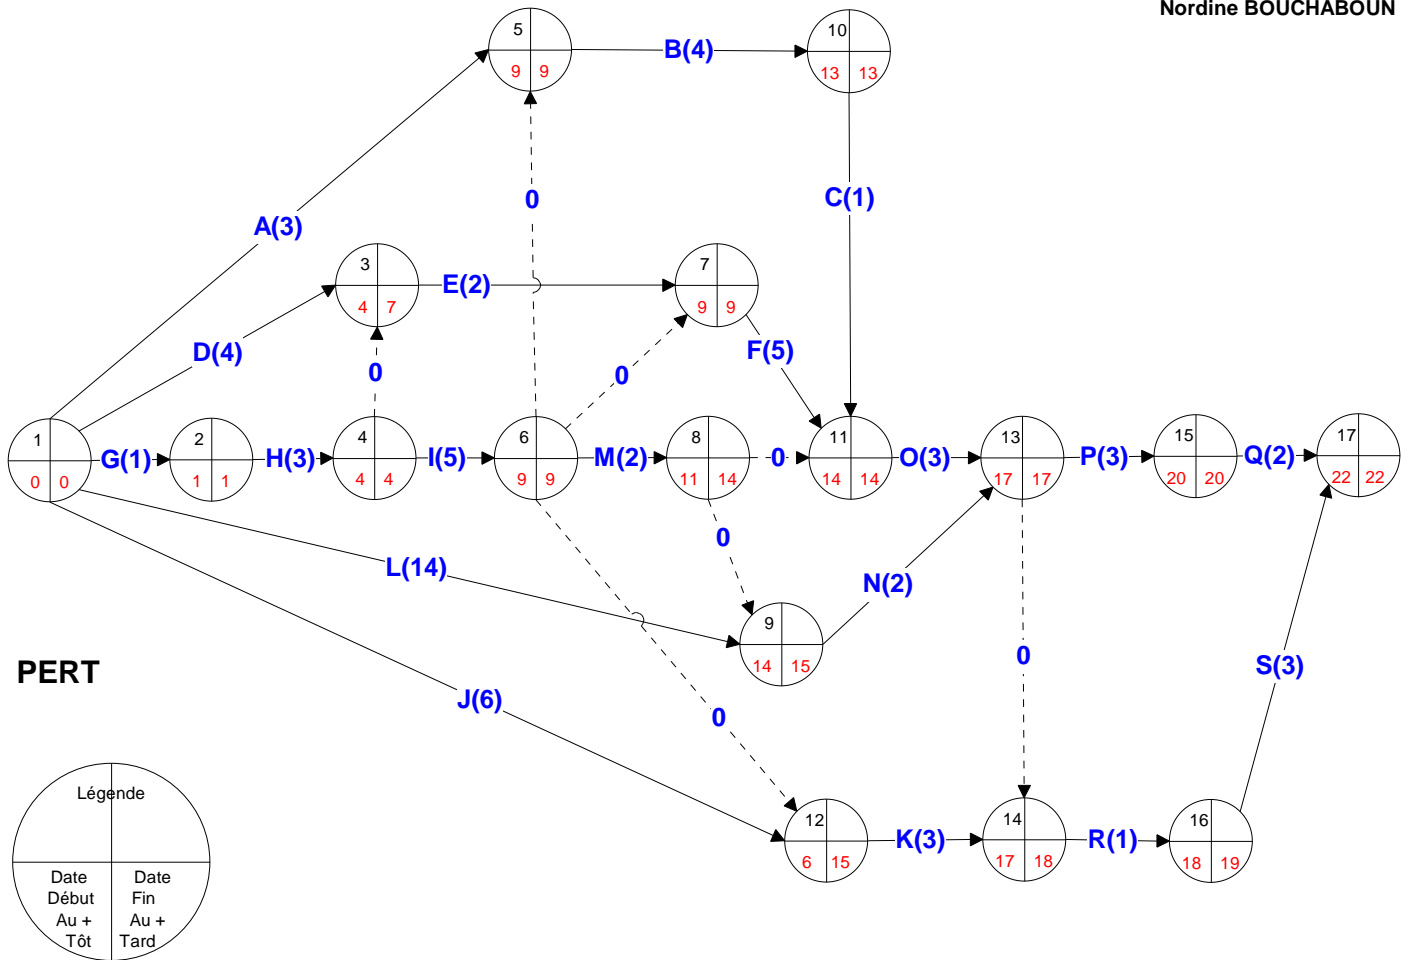 Nordine BOUCHABOUN
5
9 9
B(4)
10
13 13
A(3)
0
C(1)
3
4 7
E(2)
7
9 9
D(4)
0
0
F(5)
1
0 0
G(1)
2
1 1
H(3)
4
4 4
I(5)
6
9 9
M(2)
8
11 14
0
11
14 14
O(3)
13
17 17
P(3)
15
20 20
Q(2)
17
22 22
L(14)
0
N(2)
9
14 15
0
S(3)
PERT
J(6)
0
12
6 15
K(3)
14
17 18
R(1)
16
18 19
Légende
Date
Début
Au +
Tôt
Date
Fin
Au +
Tard